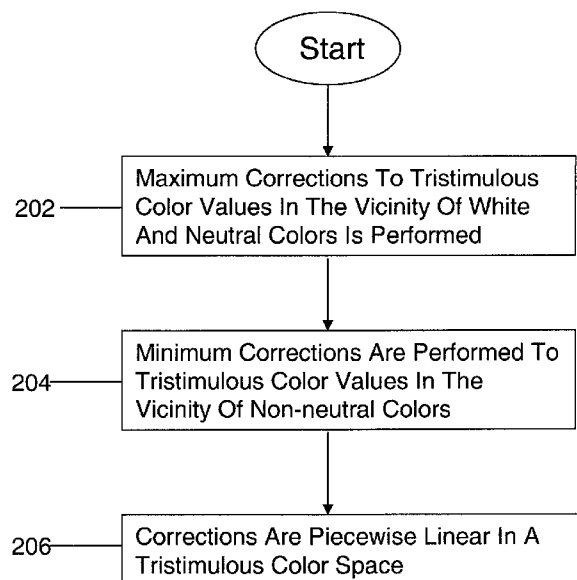 Start
202
Maximum Corrections To Tristimulous
Color Values In The Vicinity Of White
And Neutral Colors Is Performed
204
Minimum Corrections Are Performed To
Tristimulous Color Values In The
Vicinity Of Non-neutral Colors
206
Corrections Are Piecewise Linear In A
Tristimulous Color Space